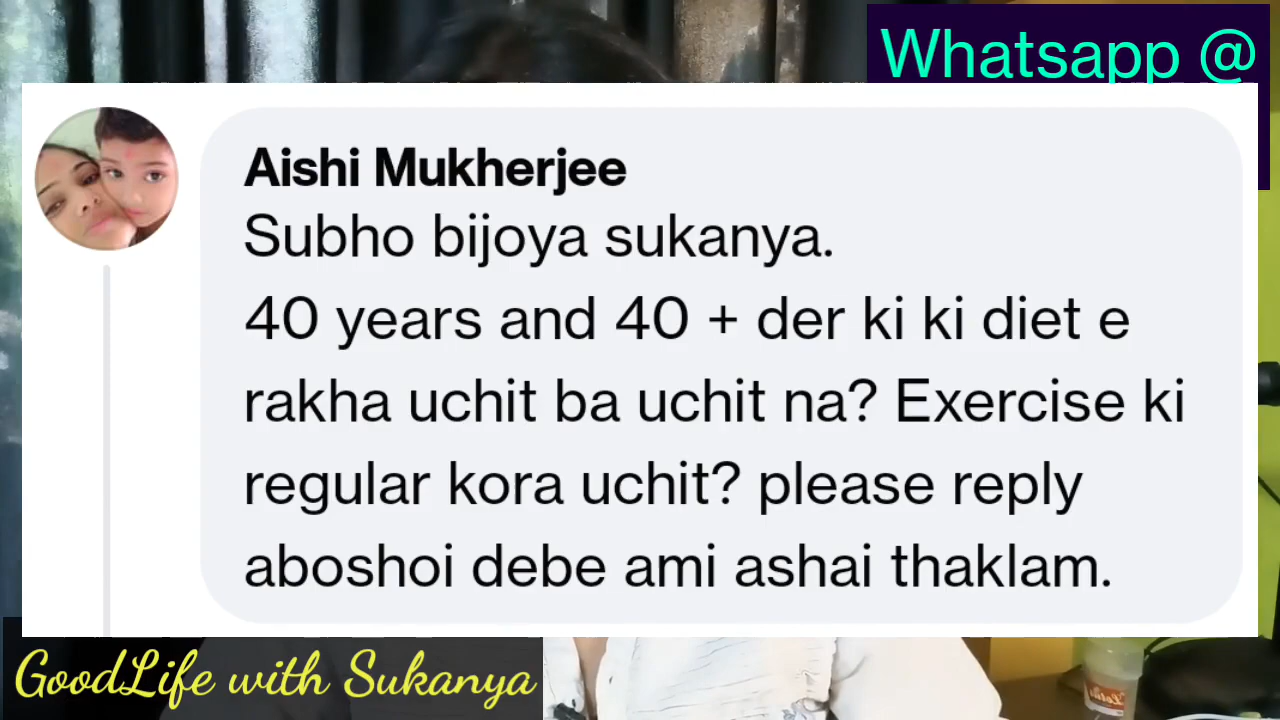 Whatsapp @
Aishi Mukherjee
Subho bijoya sukanya.
40 years and 40 + der ki ki diet e
rakha uchit ba uchit na? Exercise ki
regular kora uchit? please reply
aboshoi debe ami ashai thaklam.
GoodLife with Sukanya